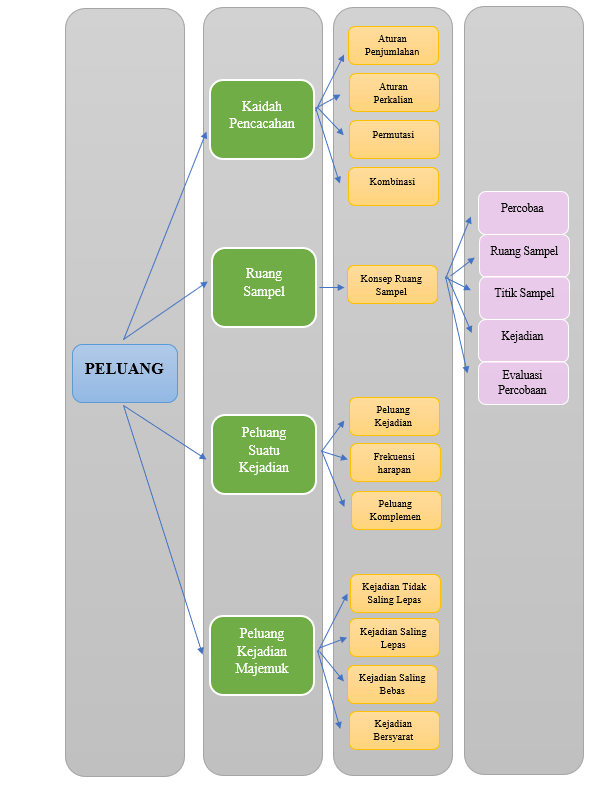 PELUANG
Kaidah
Pencacahan
Aturan
Penjumlahan
Aturan
Perkalian
Permutasi
Kombinasi
Ruang
Sampel
Konsep Ruang
Sampel
Percobaa
Ruang Sampel
Titik Sampel
Kejadian
Evaluasi
Percobaan
Peluang
Suatu
Kejadian
Peluang
Kejadian
Frekuensi
harapan
Peluang
Komplemen
Peluang
Kejadian
Majemuk
Kejadian Tidak
Saling Lepas
Kejadian Saling
Lepas
Kejadian Saling
Bebas
Kejadian
Bersyarat